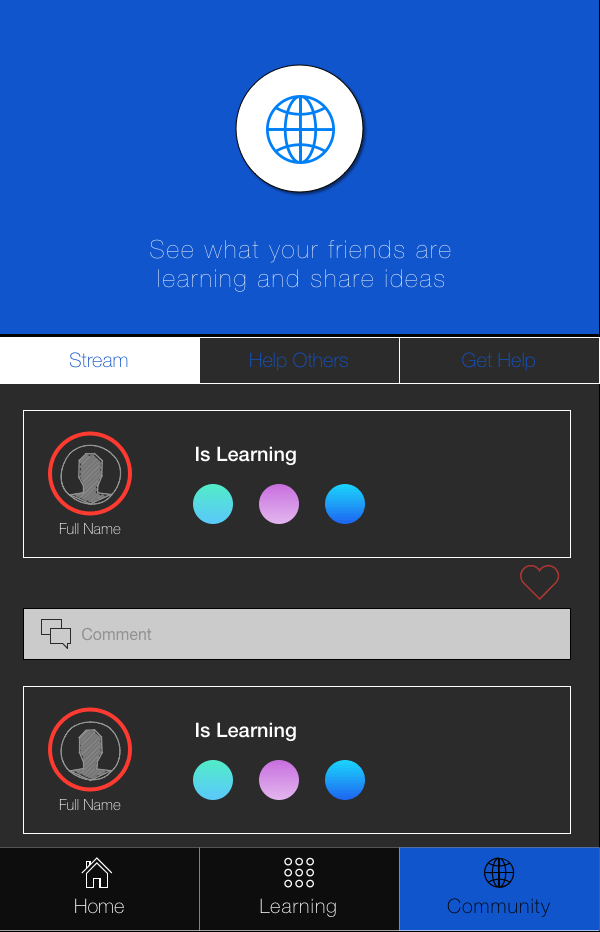 See what your friends are
learning and share ideas
Stream
Help Others
Get Help
Is Learning
Full Name
Comment
Is Learning
Full Name
Home
Learning
Community